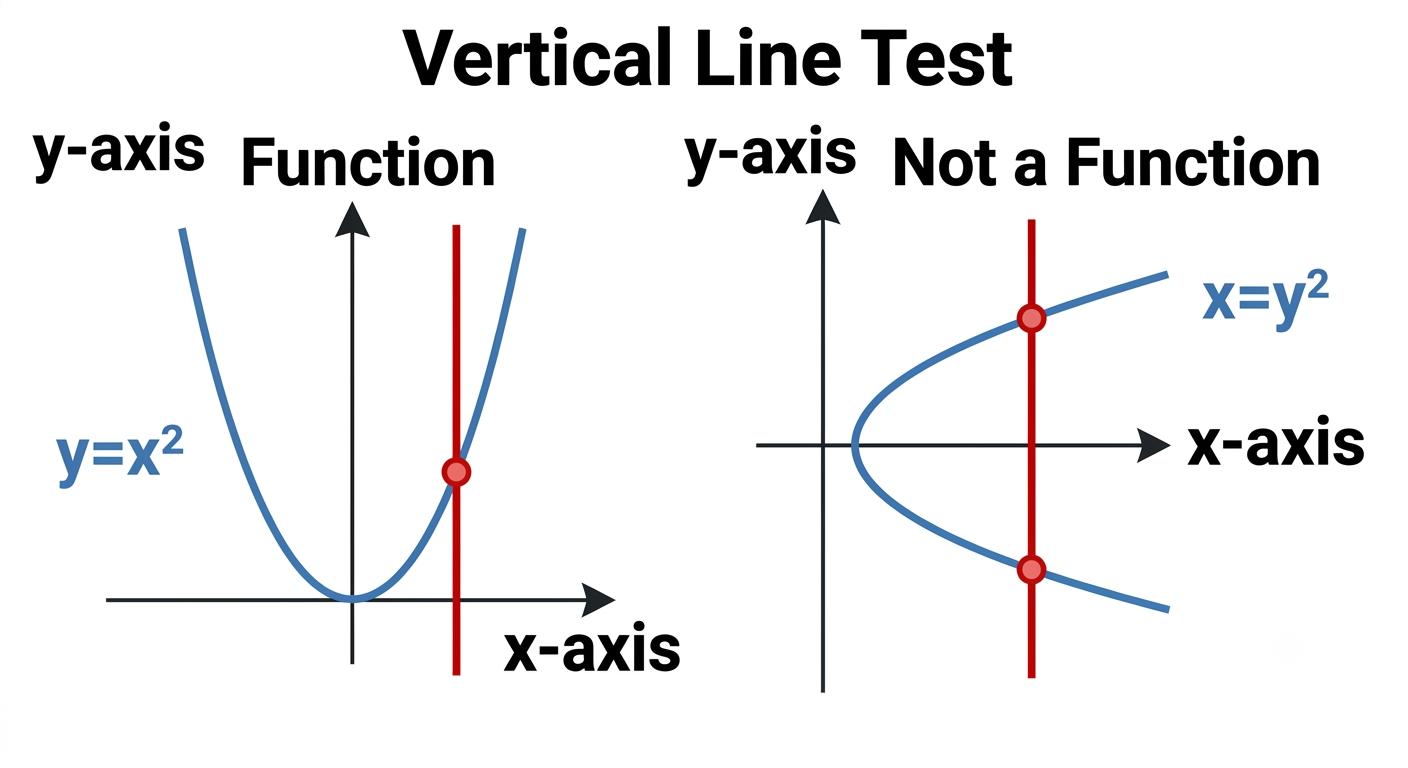 Vertical Line Test
y-axis
Function
y=x²
x-axis
y-axis
Not a Function
x=y²
x-axis